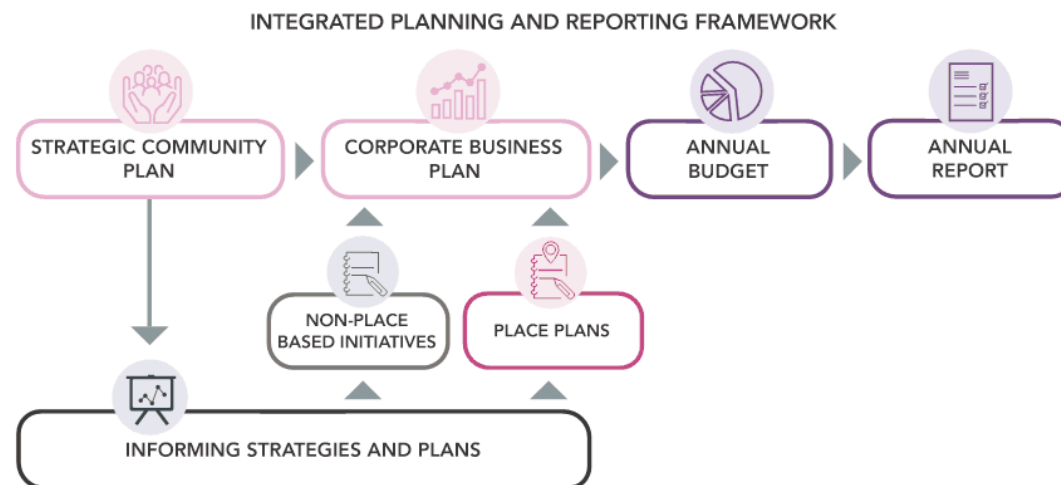 INTEGRATED PLANNING AND REPORTING FRAMEWORK
STRATEGIC COMMUNITY
PLAN
CORPORATE BUSINESS
PLAN
ANNUAL
BUDGET
ANNUAL
REPORT
NON-PLACE
BASED INITIATIVES
PLACE PLANS
INFORMING STRATEGIES AND PLANS